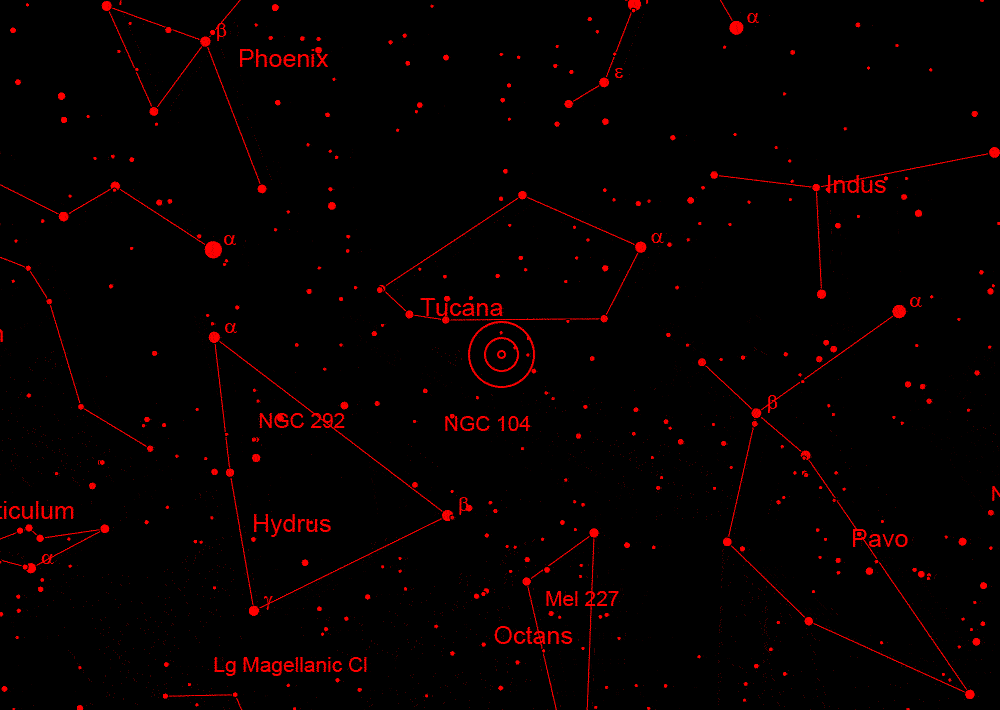 α
β
Phoenix
ε
Indus
α
α
α
Tucana
α
β
NGC 292
NGC 104
β
ticulum
Hydrus
Pavo
α
γ
Mel 227
Octans
Lg Magellanic Cl